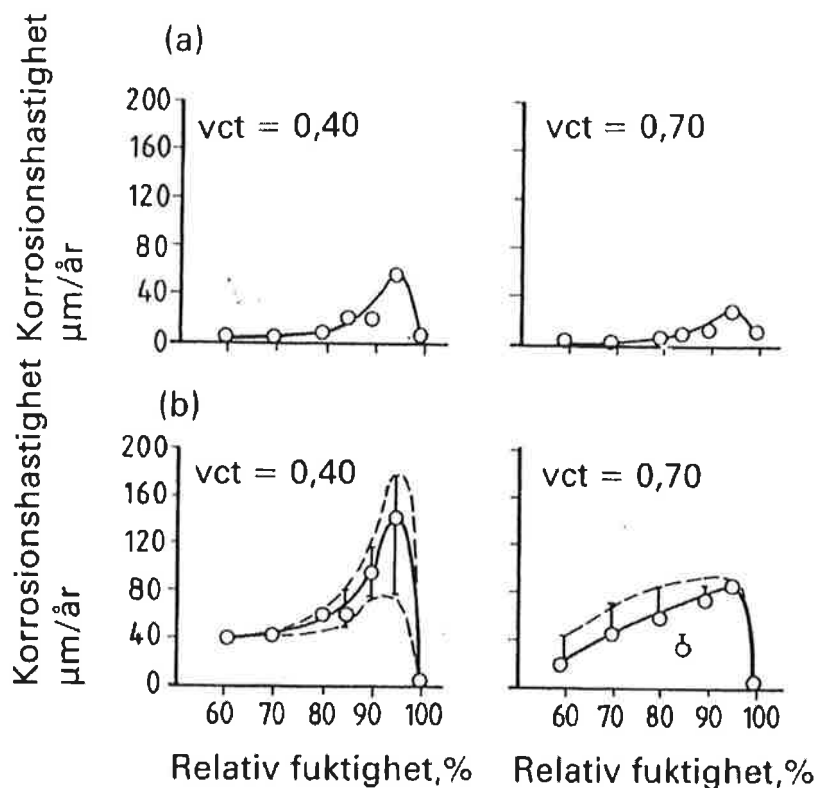 (a)
Korrosionshastighet
μm/år
200
160
120
80
40
0
vct = 0,40
vct = 0,70
(b)
Korrosionshastighet
μm/år
200
160
120
80
40
0
vct = 0,40
vct = 0,70
60 70 80 90 100
60 70 80 90 100
Relativ fuktighet,%
Relativ fuktighet,%